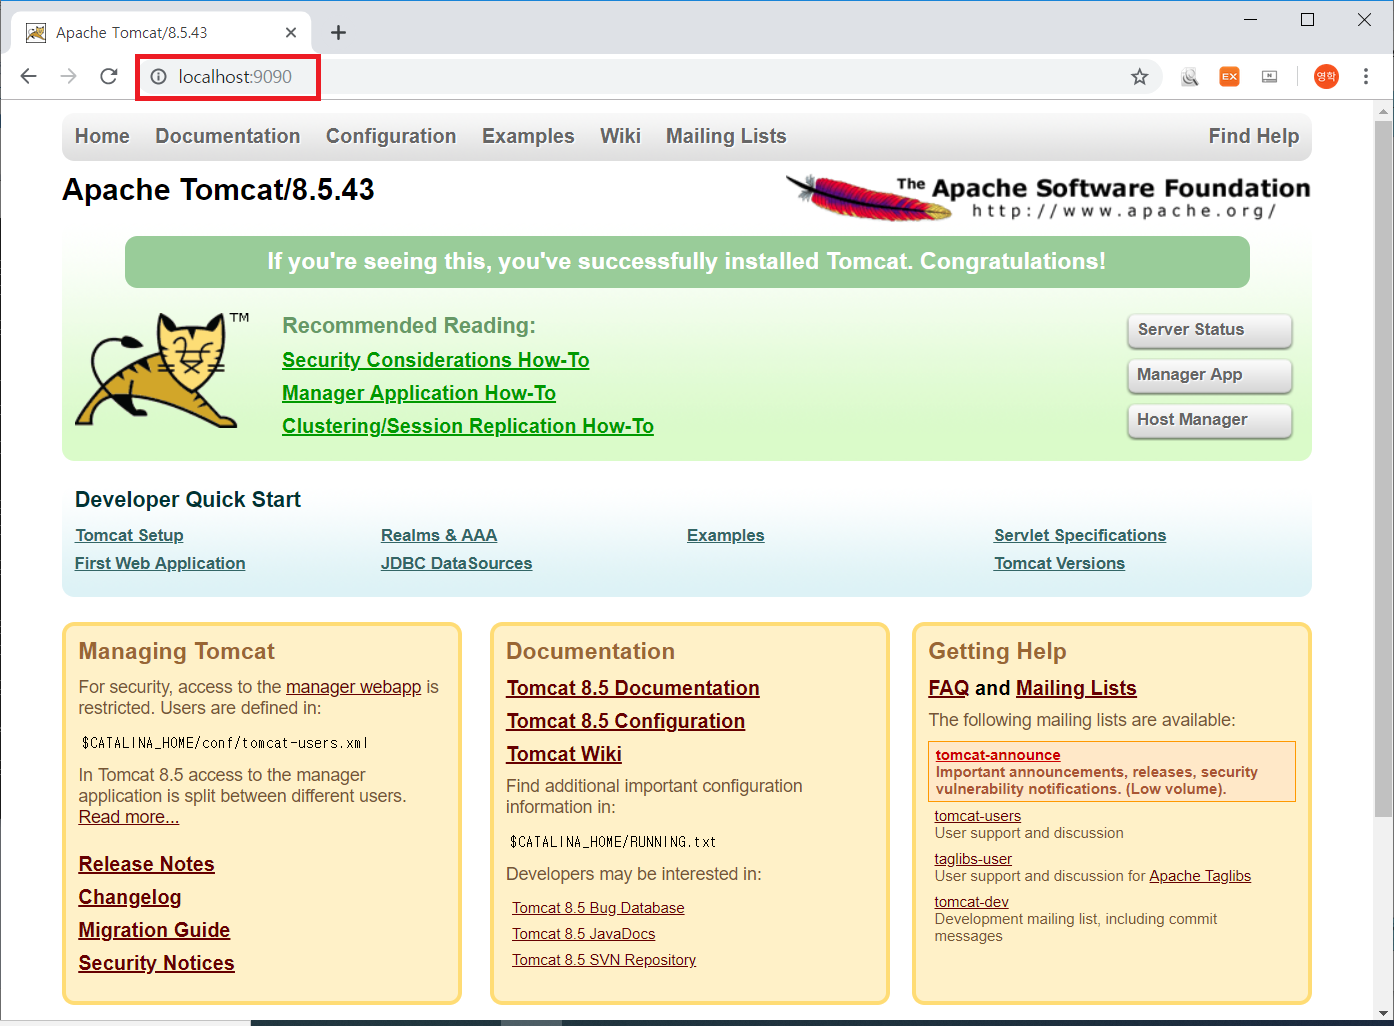 Apache Tomcat/8.5.43
localhost:9090
EX
영학
Home Documentation Configuration Examples Wiki Mailing Lists Find Help
Apache Tomcat/8.5.43
The Apache Software Foundation
http://www.apache.org/
If you're seeing this, you've successfully installed Tomcat. Congratulations!
TM
Recommended Reading:
Security Considerations How-To
Manager Application How-To
Clustering/Session Replication How-To
Server Status
Manager App
Host Manager
Developer Quick Start
Tomcat Setup
First Web Application
Realms & AAA
JDBC DataSources
Examples
Servlet Specifications
Tomcat Versions
Managing Tomcat
For security, access to the manager webapp is
restricted. Users are defined in:
$CATALINA_HOME/conf/tomcat-users.xml
In Tomcat 8.5 access to the manager
application is split between different users.
Read more...
Release Notes
Changelog
Migration Guide
Security Notices
Documentation
Tomcat 8.5 Documentation
Tomcat 8.5 Configuration
Tomcat Wiki
Find additional important configuration
information in:
$CATALINA_HOME/RUNNING.txt
Developers may be interested in:
Tomcat 8.5 Bug Database
Tomcat 8.5 JavaDocs
Tomcat 8.5 SVN Repository
Getting Help
FAQ and Mailing Lists
The following mailing lists are available:
tomcat-announce
Important announcements, releases, security
vulnerability notifications. (Low volume).
tomcat-users
User support and discussion
taglibs-user
User support and discussion for Apache Taglibs
tomcat-dev
Development mailing list, including commit
messages